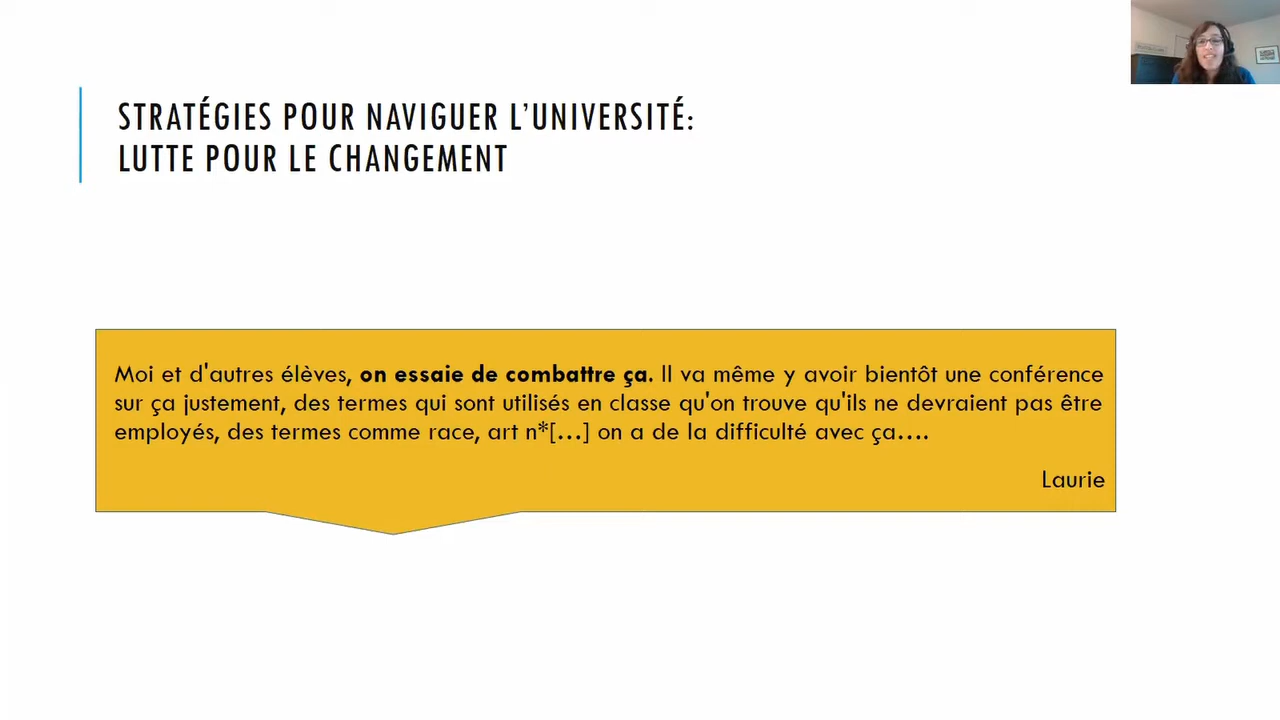 STRATÉGIES POUR NAVIGUER L’UNIVERSITÉ:
LUTTE POUR LE CHANGEMENT
Moi et d'autres élèves, on essaie de combattre ça. Il va même y avoir bientôt une conférence
sur ça justement, des termes qui sont utilisés en classe qu'on trouve qu'ils ne devraient pas être
employés, des termes comme race, art n*[…] on a de la difficulté avec ça….
Laurie